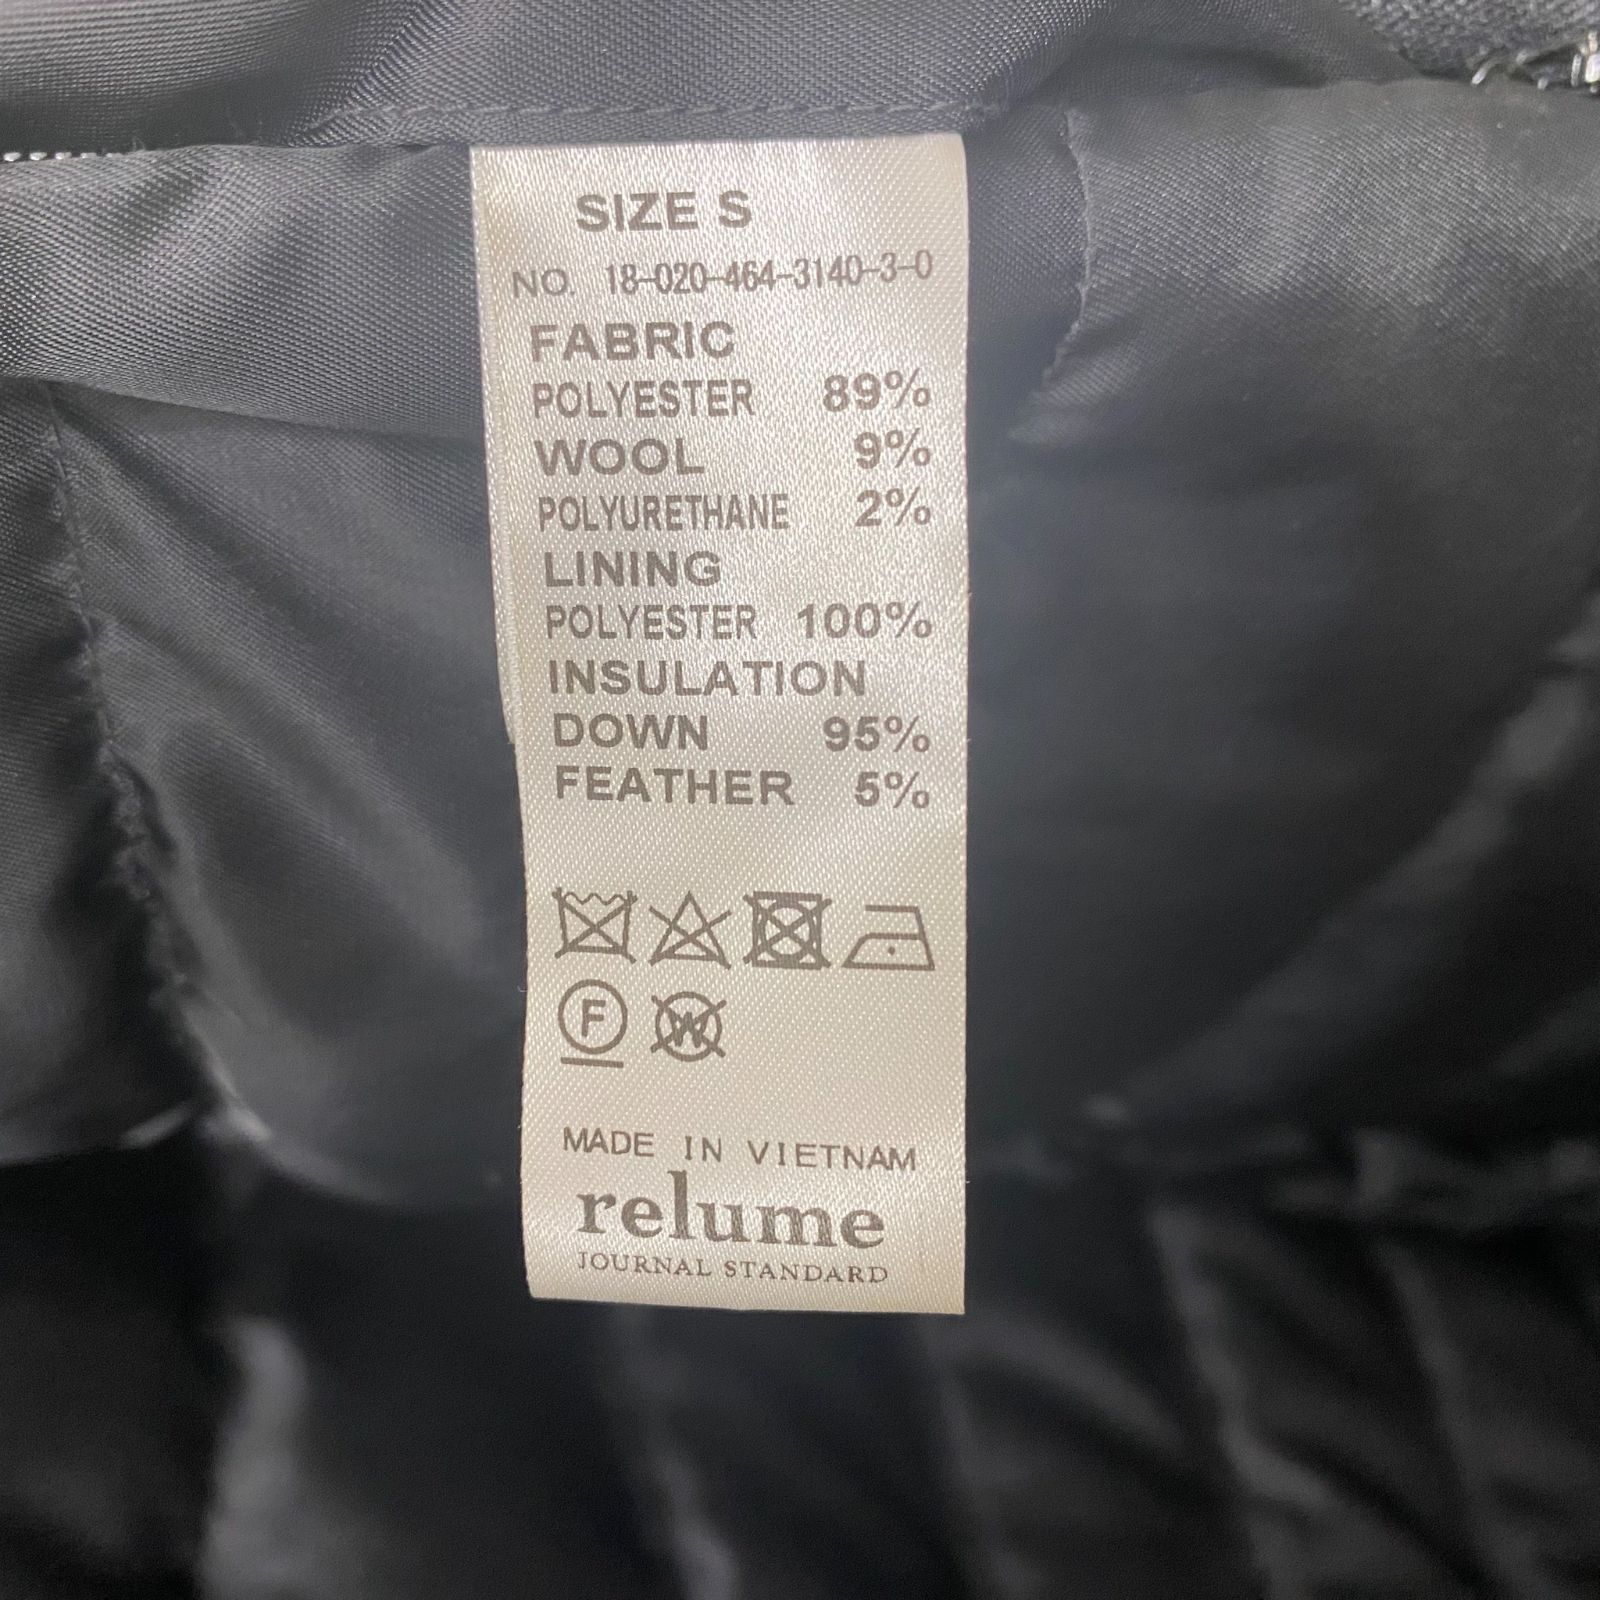 SIZE S
NO. 18-020-464-3140-3-0
FABRIC
POLYESTER 89%
WOOL 9%
POLYURETHANE 2%
LINING
POLYESTER 100%
INSULATION
DOWN 95%
FEATHER 5%
F W
MADE IN VIETNAM
relume
JOURNAL STANDARD